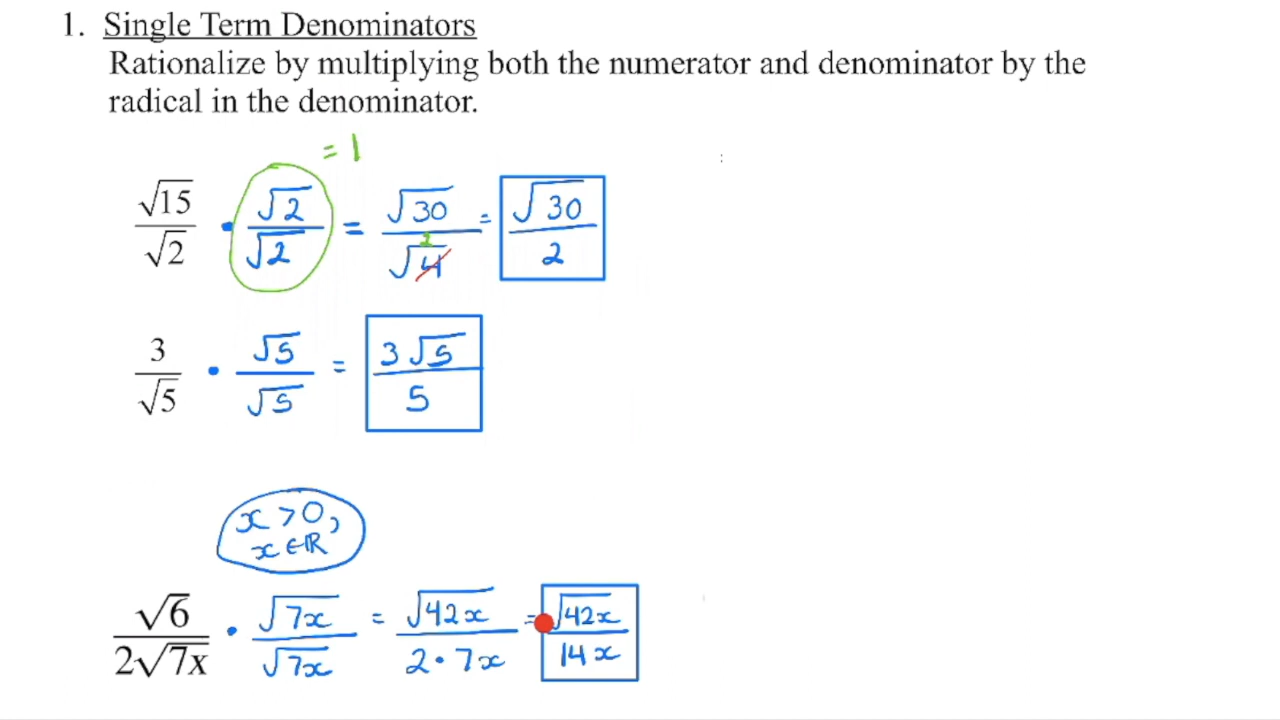 1. Single Term Denominators
Rationalize by multiplying both the numerator and denominator by the
radical in the denominator.
= 1
√15/√2 · √2/√2 = √30/√4 2 = √30/2
3/√5 · √5/√5 = 3√5/5
x > 0,
x ∈ ℝ
√6/2√7x · √7x/√7x = √42x/2·7x = √42x/14x